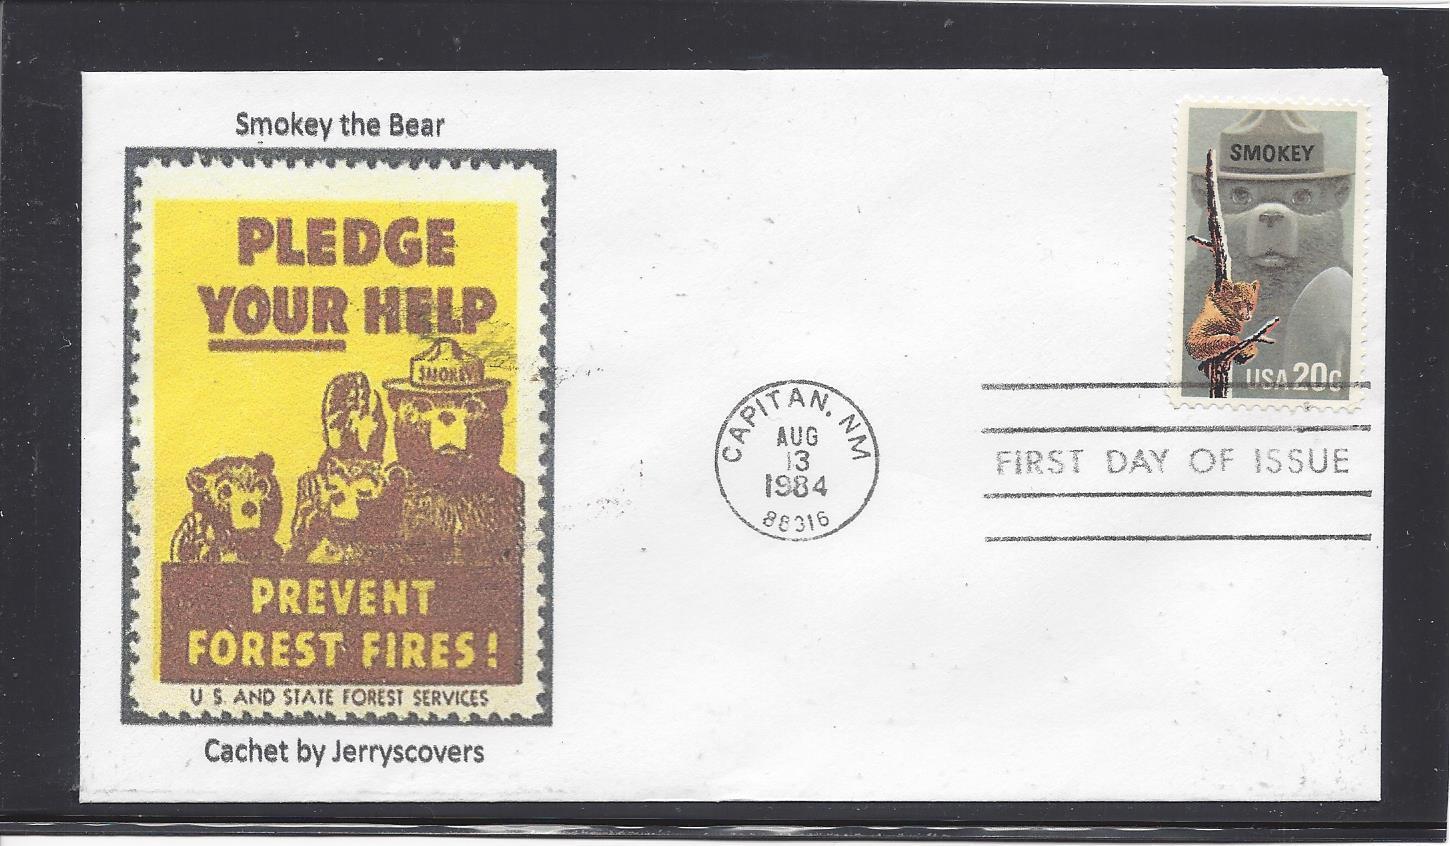 Smokey the Bear
PLEDGE
YOUR HELP
SMOKEY
PREVENT
FOREST FIRES!
U S. AND STATE FOREST SERVICES
Cachet by Jerryscovers
CAPITAN, NM
AUG
13
1984
88316
SMOKEY
USA 20c
FIRST DAY OF ISSUE